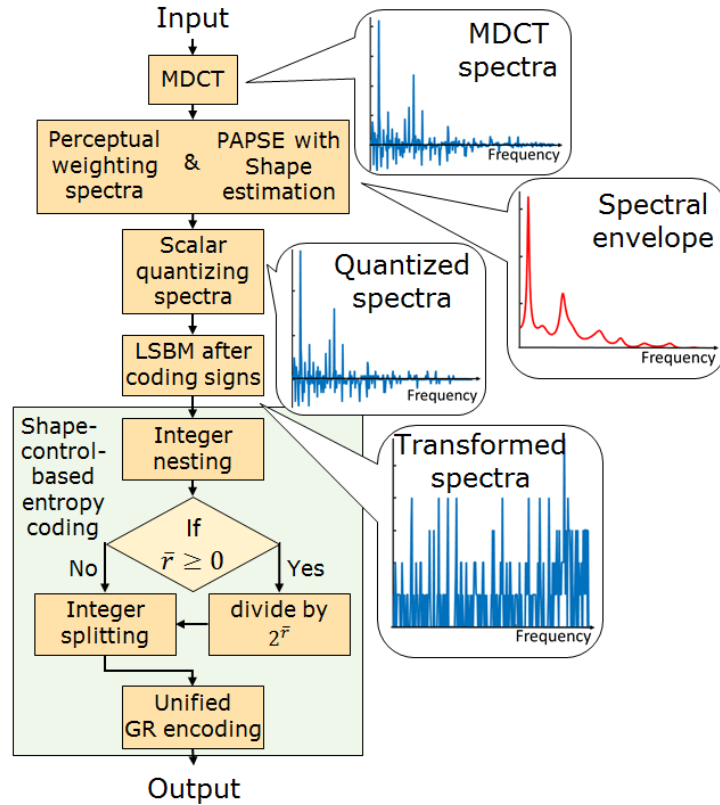 Input
MDCT
MDCT
spectra
Frequency
Perceptual
weighting
spectra
&
PAPSE with
Shape
estimation
Spectral
envelope
Frequency
Scalar
quantizing
spectra
Quantized
spectra
Frequency
LSBM after
coding signs
Shape-
control-
based
entropy
coding
Integer
nesting
Transformed
spectra
Frequency
If
r̄ ≥ 0
No
Yes
Integer
splitting
divide by
2^r̄
Unified
GR encoding
Output